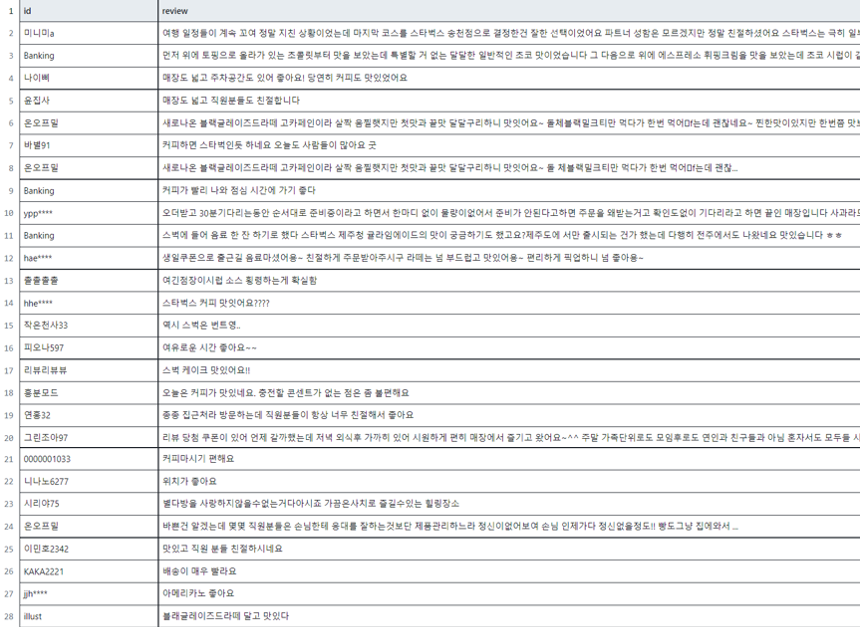 1 id review
2 미니미a 여행 일정들이 계속 꼬여 정말 지친 상황이었는데 마지막 코스를 스타벅스 송천점으로 결정한건 잘한 선택이었어요 파트너 성함은 모르겠지만 정말 친절하셨어요 스타벅스는 극히 일
3 Banking 먼저 위에 토핑으로 올라가 있는 초콜릿부터 맛을 보았는데 특별할 거 없는 달달한 일반적인 초코 맛이었습니다 그 다음으로 위에 에스프레소 휘핑크림을 맛을 보았는데 초코 시럽이
4 나이삐 매장도 넓고 주차공간도 있어 좋아요! 당연히 커피도 맛있었어요
5 윤집사 매장도 넓고 직원분들도 친절합니다
6 온오프밀 새로나온 블랙글레이즈드라떼 고카페인이라 살짝 움찔햇지만 첫맛과 끝맛 달달구리하니 맛잇어요~ 돌체블랙밀크티만 먹다가 한번 먹어는데 괜찮네요~ 찐한맛이있지만 한번쯤 맛
7 바별91 커피하면 스타벅인듯 하네요 오늘도 사람들이 많아요 굿
8 온오프밀 새로나온 블랙글레이즈드라떼 고카페인이라 살짝 움찔햇지만 첫맛과 끝맛 달달구리하니 맛잇어요~ 돌 체블랙밀크티만 먹다가 한번 먹어는데 괜찮...
9 Banking 커피가 빨리 나와 점심 시간에 가기 좋다
10 ypp**** 오더받고 30분기다리는동안 순서대로 준비중이라고 하면서 한마디 없이 물량이없어서 준비가 안된다고하면 주문을 왜받는거고 확인도없이 기다리라고 하면 끝인 매장입니다 사과라도
11 Banking 스벅에 들어 음료 한 잔 하기로 했다 스타벅스 제주청 귤라임에이드의 맛이 궁금하기도 했고요?제주도에 서만 출시되는 건가 했는데 다행히 전주에서도 나왔네요 맛있습니다 ㅎㅎ
12 hae**** 생일쿠폰으로 출근길 음료마셨어용~ 친절하게 주문받아주시구 라떼는 넘 부드럽고 맛있어용~ 편리하게 픽업하니 넘 좋아용~
13 졸졸졸졸 여긴점장이시럽 소스 횡령하는게 확실함
14 hhe**** 스타벅스 커피 맛잇어요????
15 작은천사33 역시 스벅은 번트영..
16 피오나597 여유로운 시간 좋아요~~
17 리뷰리뷰뷰 스벅 케이크 맛있어요!!
18 흥분모드 오늘은 커피가 맛있네요. 충전할 콘센트가 없는 점은 좀 불편해요
19 연홍32 종종 집근처라 방문하는데 직원분들이 항상 너무 친절해서 좋아요
20 그린조아97 리뷰 당첨 쿠폰이 있어 언제 갈까했는데 저녁 외식후 가까히 있어 시원하게 편히 매장에서 즐기고 왔어요~^^ 주말 가족단위로도 모임후로도 연인과 친구들과 아님 혼자서도 모두들
21 0000001033 커피마시기 편해요
22 니나노6277 위치가 좋아요
23 시리야75 별다방을 사랑하지않을수없는거다아시죠 가끔은사치로 즐길수있는 힐링장소
24 온오프밀 바쁜건 알겠는데 몇몇 직원분들은 손님한테 응대를 잘하는것보단 제품관리하느라 정신이없어보여 손님 인제가다 정신없을정도!! 빵도그냥 집에와서 ...
25 이민호2342 맛있고 직원 분들 친절하시네요
26 KAKA2221 배송이 매우 빨라요
27 jjh**** 아메리카노 좋아요
28 illust 블래귤레이즈드라떼 달고 맛있다